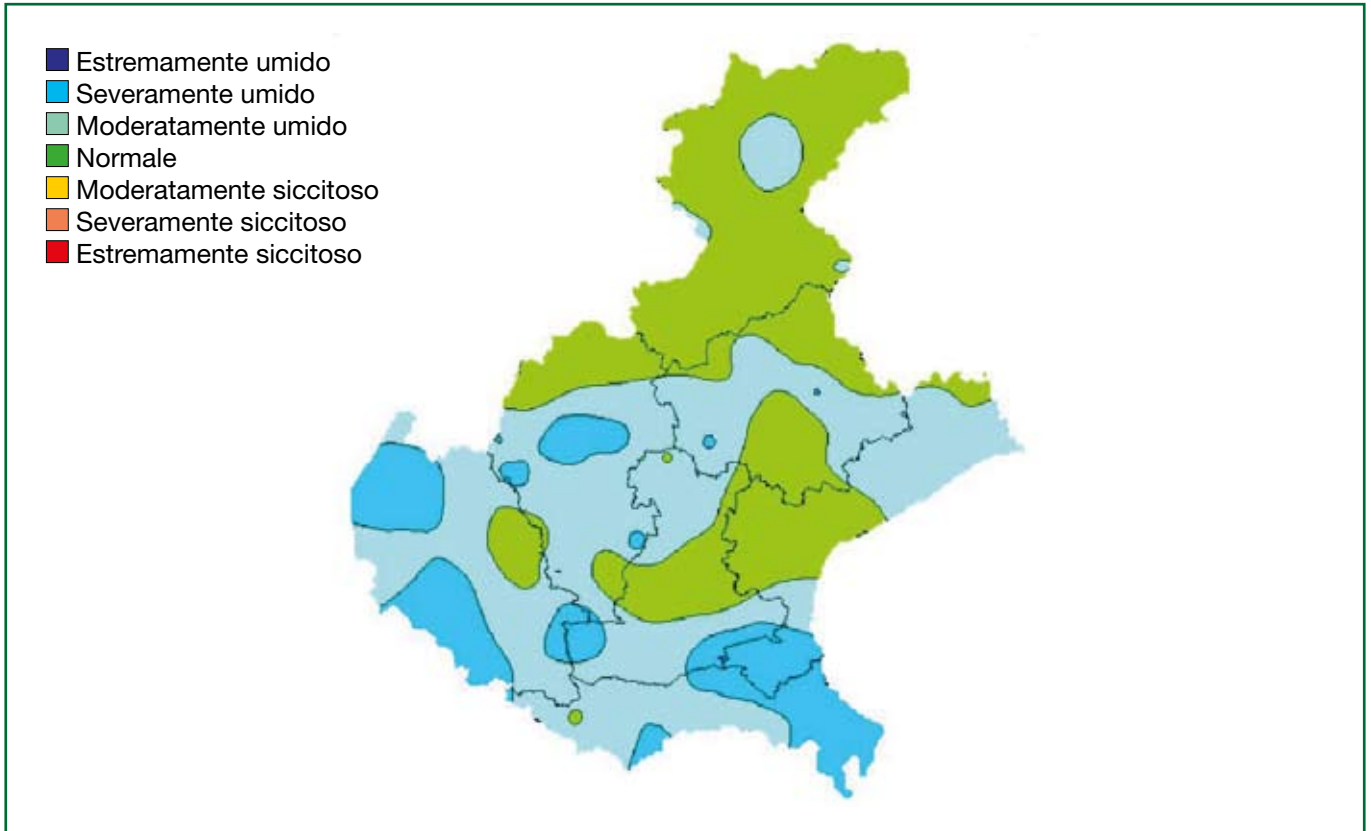 Estremamente umido
Severamente umido
Moderatamente umido
Normale
Moderatamente siccitoso
Severamente siccitoso
Estremamente siccitoso